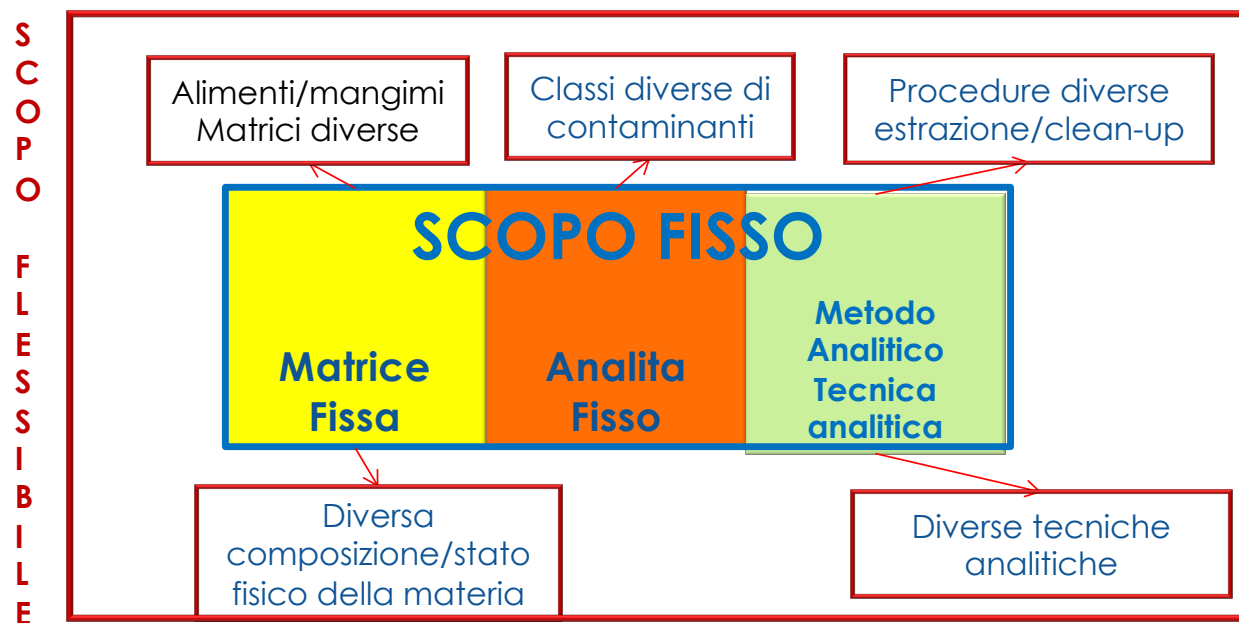 SCOPO FLESSIBILE
Alimenti/mangimi
Matrici diverse
Classi diverse di
contaminanti
Procedure diverse
estrazione/clean-up
SCOPO FISSO
Matrice
Fissa
Analita
Fisso
Metodo
Analitico
Tecnica
analitica
Diversa
composizione/stato
fisico della materia
Diverse tecniche
analitiche